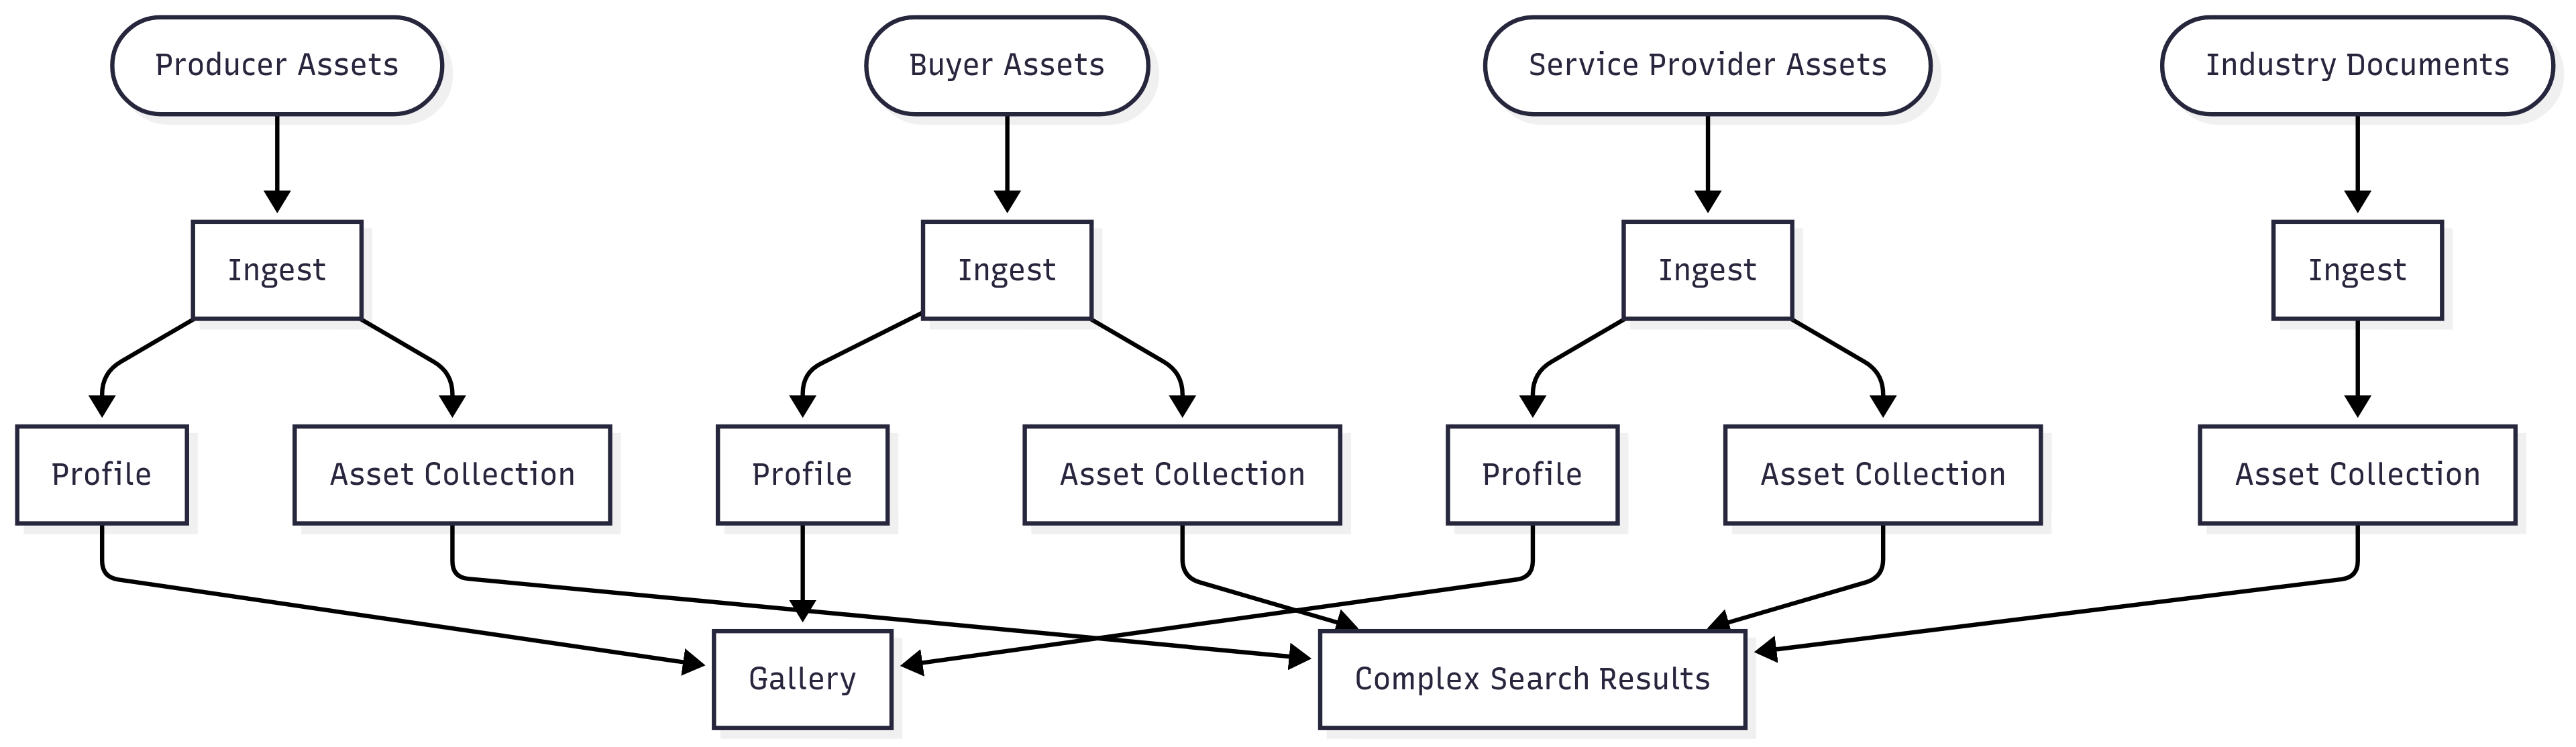 Producer Assets
Buyer Assets
Service Provider Assets
Industry Documents
Ingest
Ingest
Ingest
Ingest
Profile
Asset Collection
Profile
Asset Collection
Profile
Asset Collection
Asset Collection
Gallery
Complex Search Results